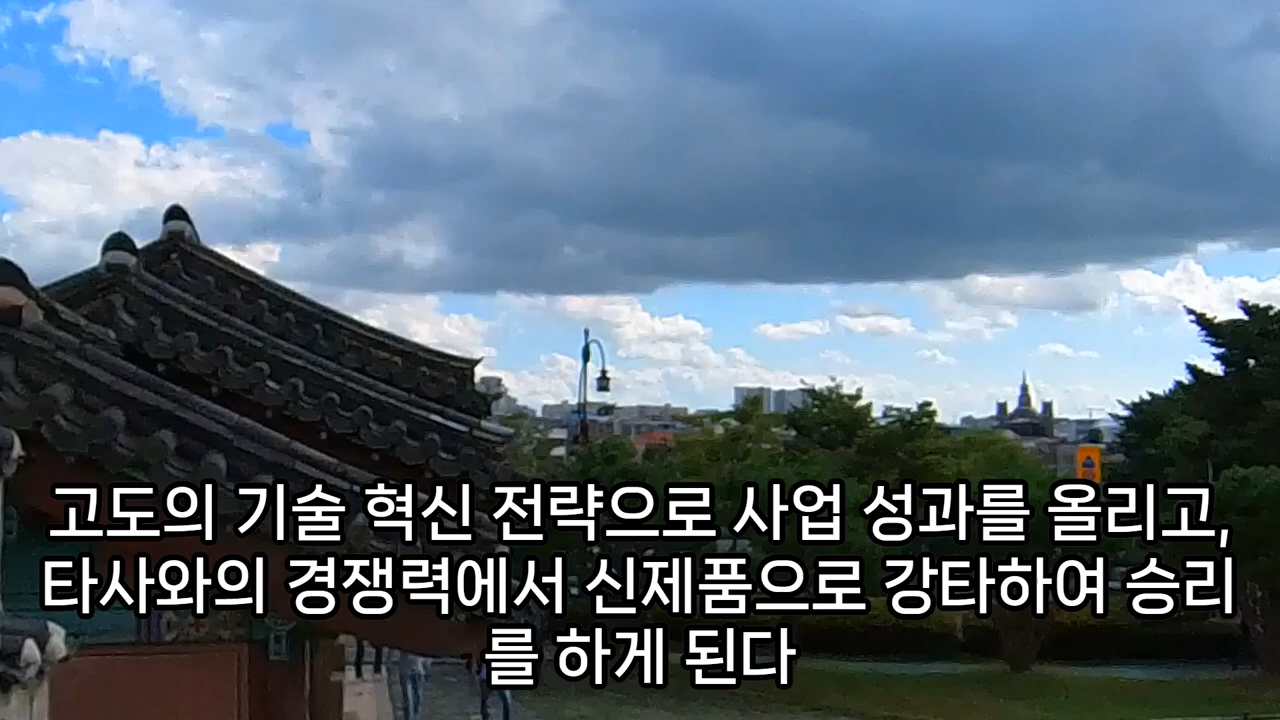 고도의 기술 혁신 전략으로 사업 성과를 올리고,
타사와의 경쟁력에서 신제품으로 강타하여 승리
를 하게 된다